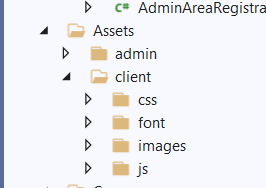 C# AdminAreaRegistra
Assets
admin
client
css
font
images
js